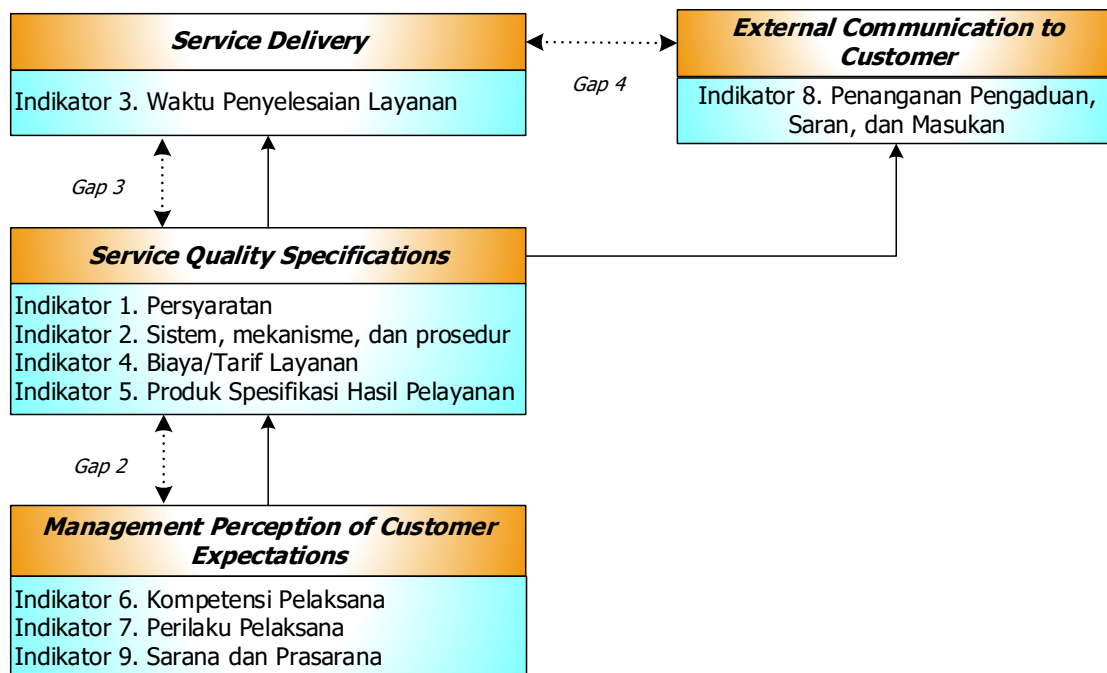 Service Delivery
Indikator 3. Waktu Penyelesaian Layanan
External Communication to
Customer
Indikator 8. Penanganan Pengaduan,
Saran, dan Masukan
Gap 4
Gap 3
Service Quality Specifications
Indikator 1. Persyaratan
Indikator 2. Sistem, mekanisme, dan prosedur
Indikator 4. Biaya/Tarif Layanan
Indikator 5. Produk Spesifikasi Hasil Pelayanan
Gap 2
Management Perception of Customer
Expectations
Indikator 6. Kompetensi Pelaksana
Indikator 7. Perilaku Pelaksana
Indikator 9. Sarana dan Prasarana